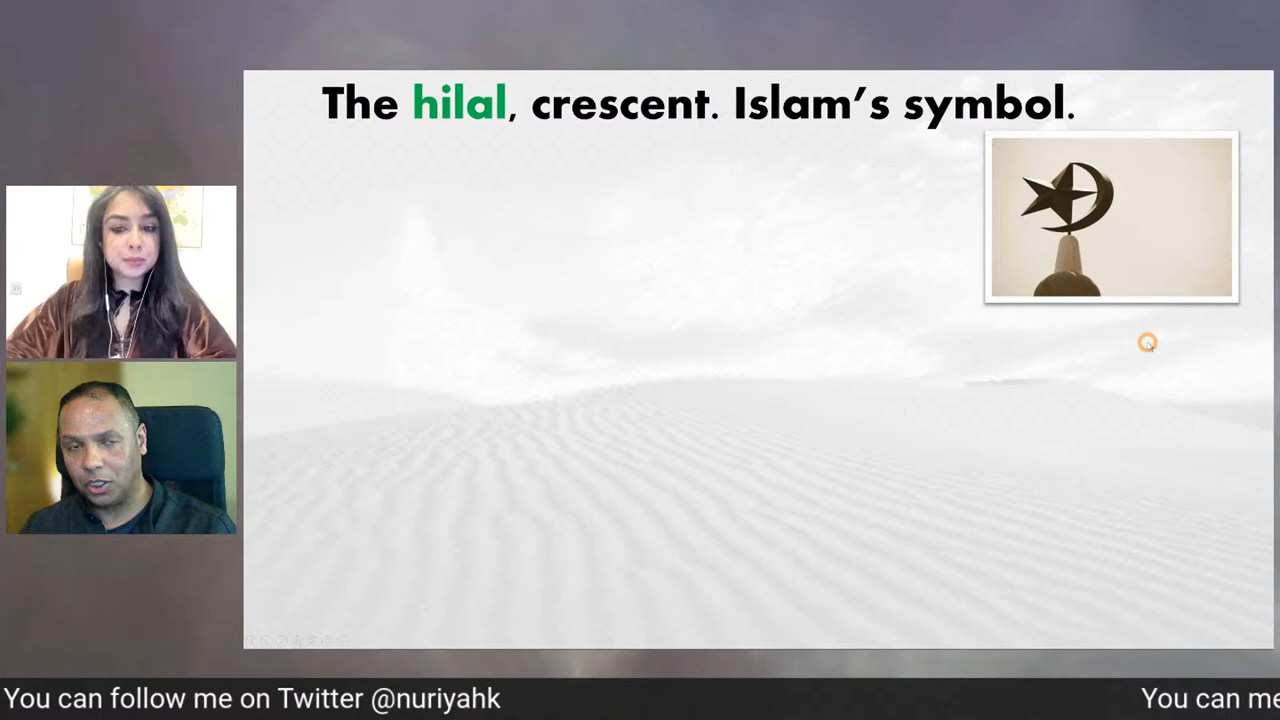 The hilal, crescent. Islam’s symbol.
You can follow me on Twitter @nuriyahk
You can me